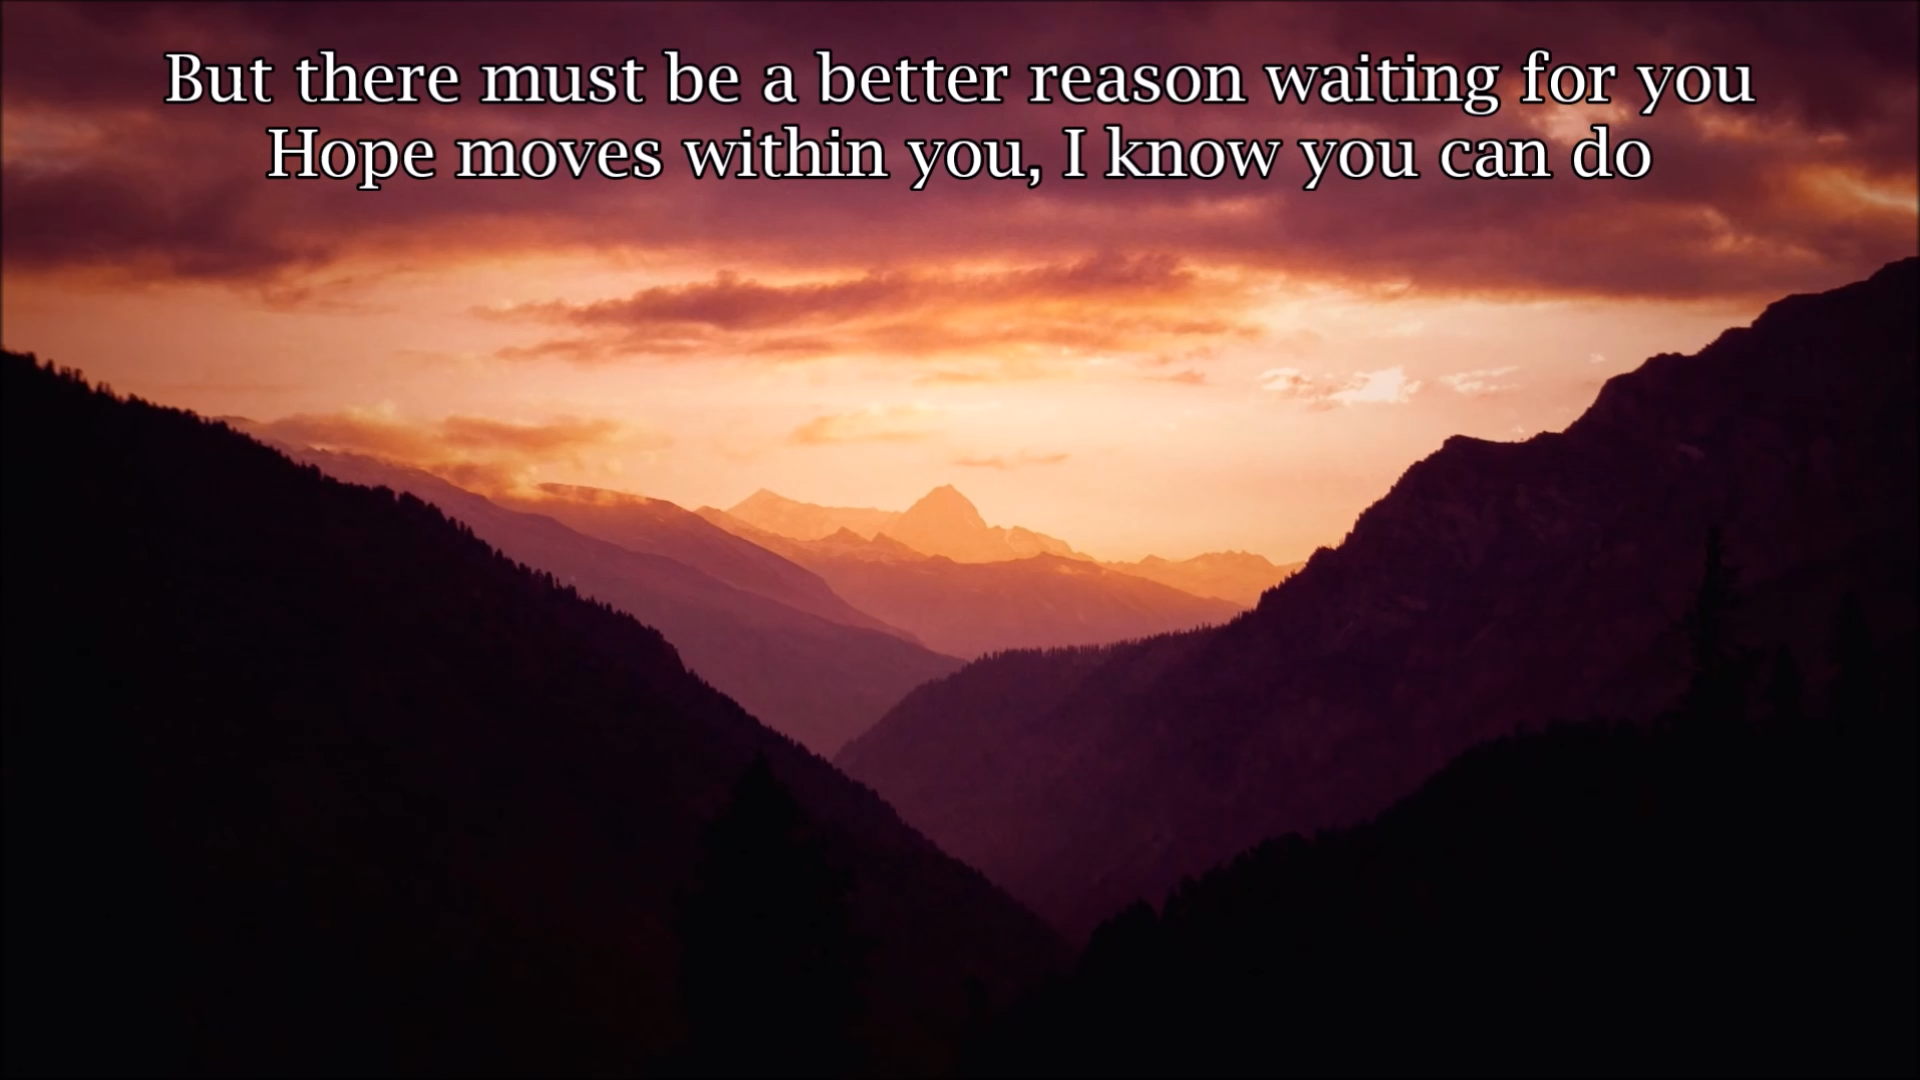 But there must be a better reason waiting for you
Hope moves within you, I know you can do